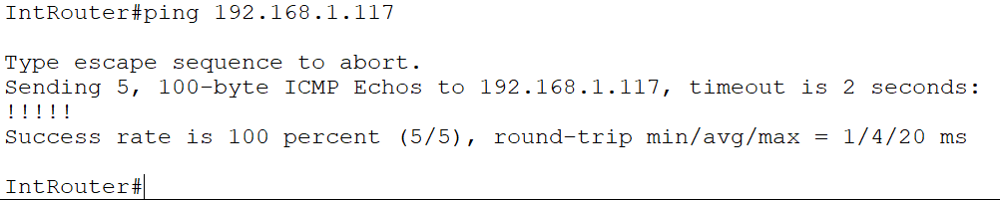 IntRouter#ping 192.168.1.117
Type escape sequence to abort.
Sending 5, 100-byte ICMP Echos to 192.168.1.117, timeout is 2 seconds:
!!!!!
Success rate is 100 percent (5/5), round-trip min/avg/max = 1/4/20 ms
IntRouter#